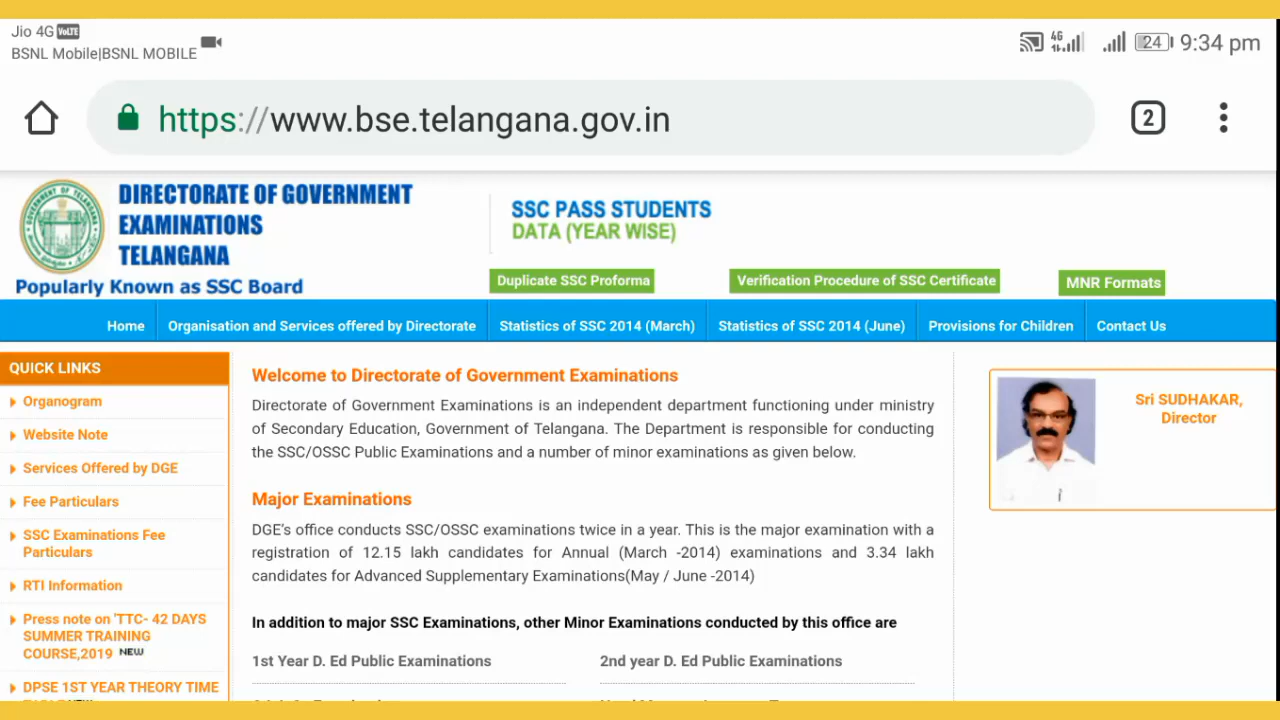 Jio 4G VoLTE
BSNL Mobile|BSNL MOBILE
4G
24
9:34 pm
https://www.bse.telangana.gov.in
2
DIRECTORATE OF GOVERNMENT
EXAMINATIONS
TELANGANA
Popularly Known as SSC Board
SSC PASS STUDENTS
DATA (YEAR WISE)
Duplicate SSC Proforma
Verification Procedure of SSC Certificate
MNR Formats
Home
Organisation and Services offered by Directorate
Statistics of SSC 2014 (March)
Statistics of SSC 2014 (June)
Provisions for Children
Contact Us
QUICK LINKS
Organogram
Website Note
Services Offered by DGE
Fee Particulars
SSC Examinations Fee
Particulars
RTI Information
Press note on 'TTC- 42 DAYS
SUMMER TRAINING
COURSE,2019 NEW
DPSE 1ST YEAR THEORY TIME
Welcome to Directorate of Government Examinations
Directorate of Government Examinations is an independent department functioning under ministry
of Secondary Education, Government of Telangana. The Department is responsible for conducting
the SSC/OSSC Public Examinations and a number of minor examinations as given below.
Major Examinations
DGE's office conducts SSC/OSSC examinations twice in a year. This is the major examination with a
registration of 12.15 lakh candidates for Annual (March -2014) examinations and 3.34 lakh
candidates for Advanced Supplementary Examinations(May / June -2014)
In addition to major SSC Examinations, other Minor Examinations conducted by this office are
1st Year D. Ed Public Examinations
2nd year D. Ed Public Examinations
Sri SUDHAKAR,
Director